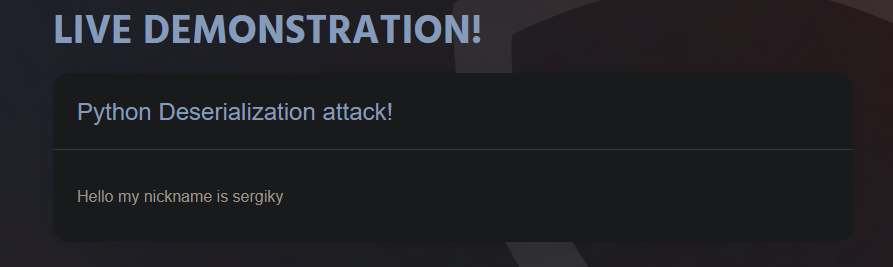 LIVE DEMONSTRATION!
Python Deserialization attack!
Hello my nickname is sergiky